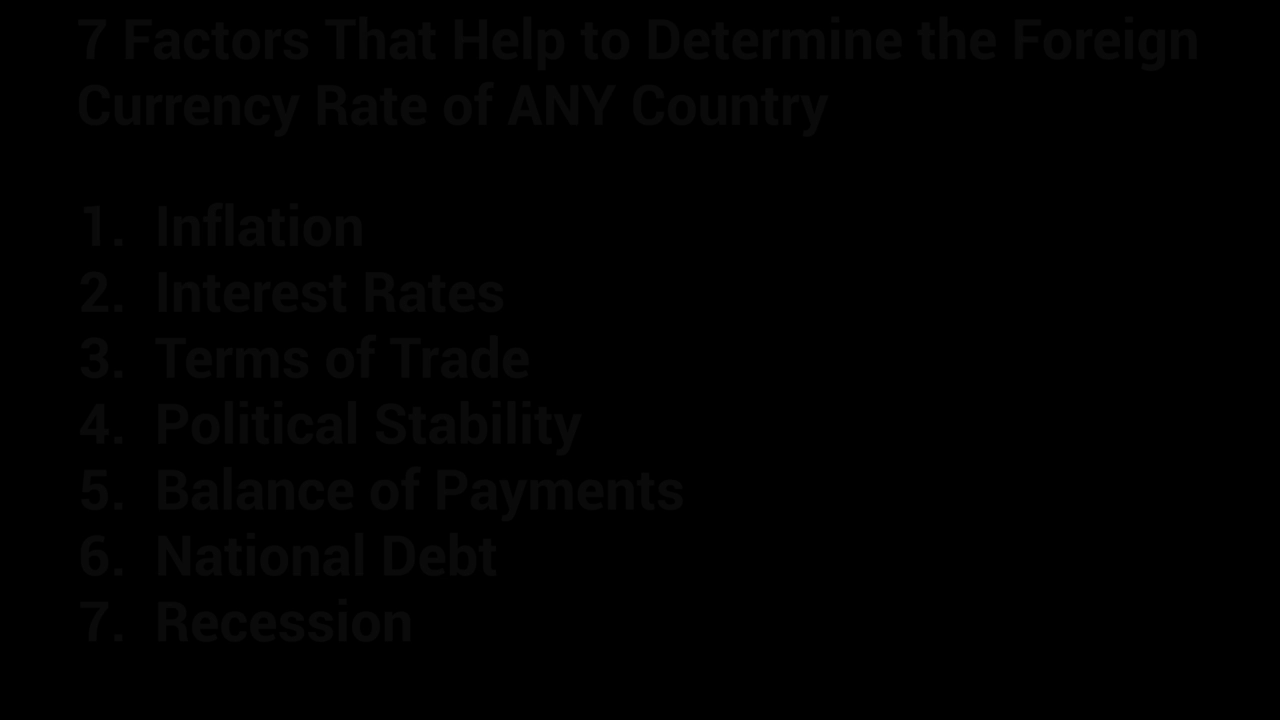 7 Factors That Help to Determine the Foreign
Currency Rate of ANY Country
1. Inflation
2. Interest Rates
3. Terms of Trade
4. Political Stability
5. Balance of Payments
6. National Debt
7. Recession